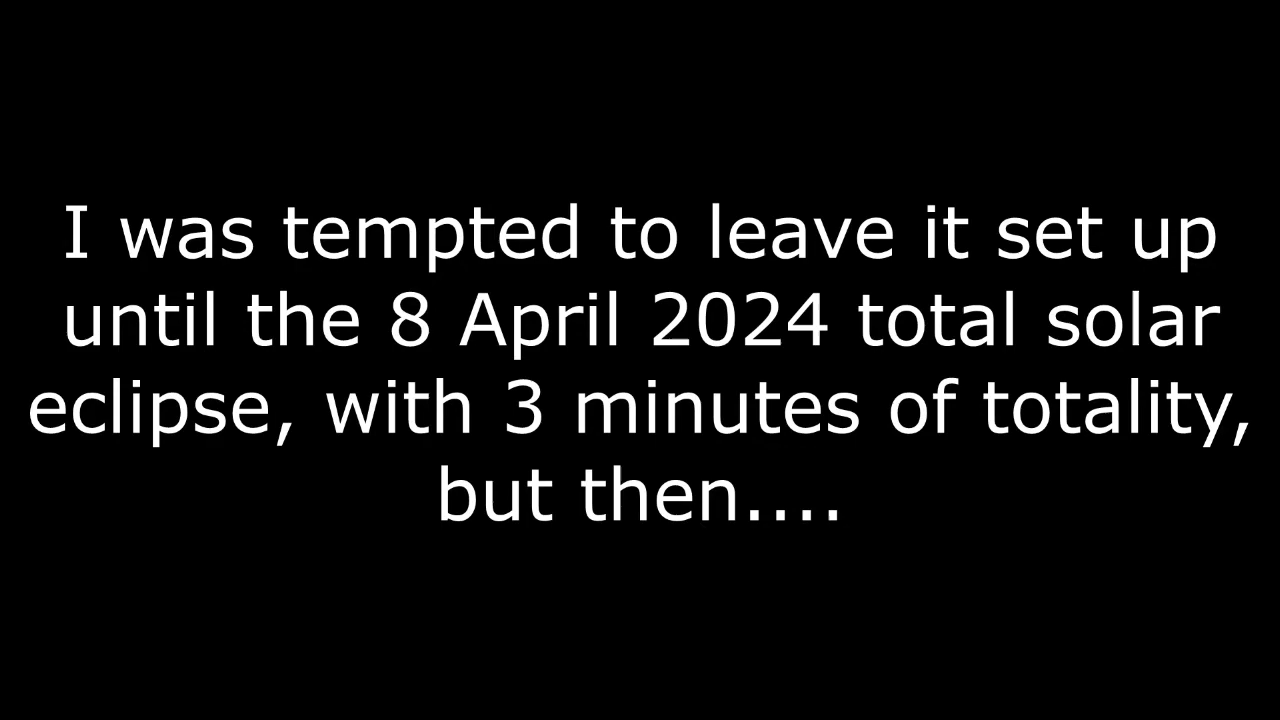 I was tempted to leave it set up
until the 8 April 2024 total solar
eclipse, with 3 minutes of totality,
but then....